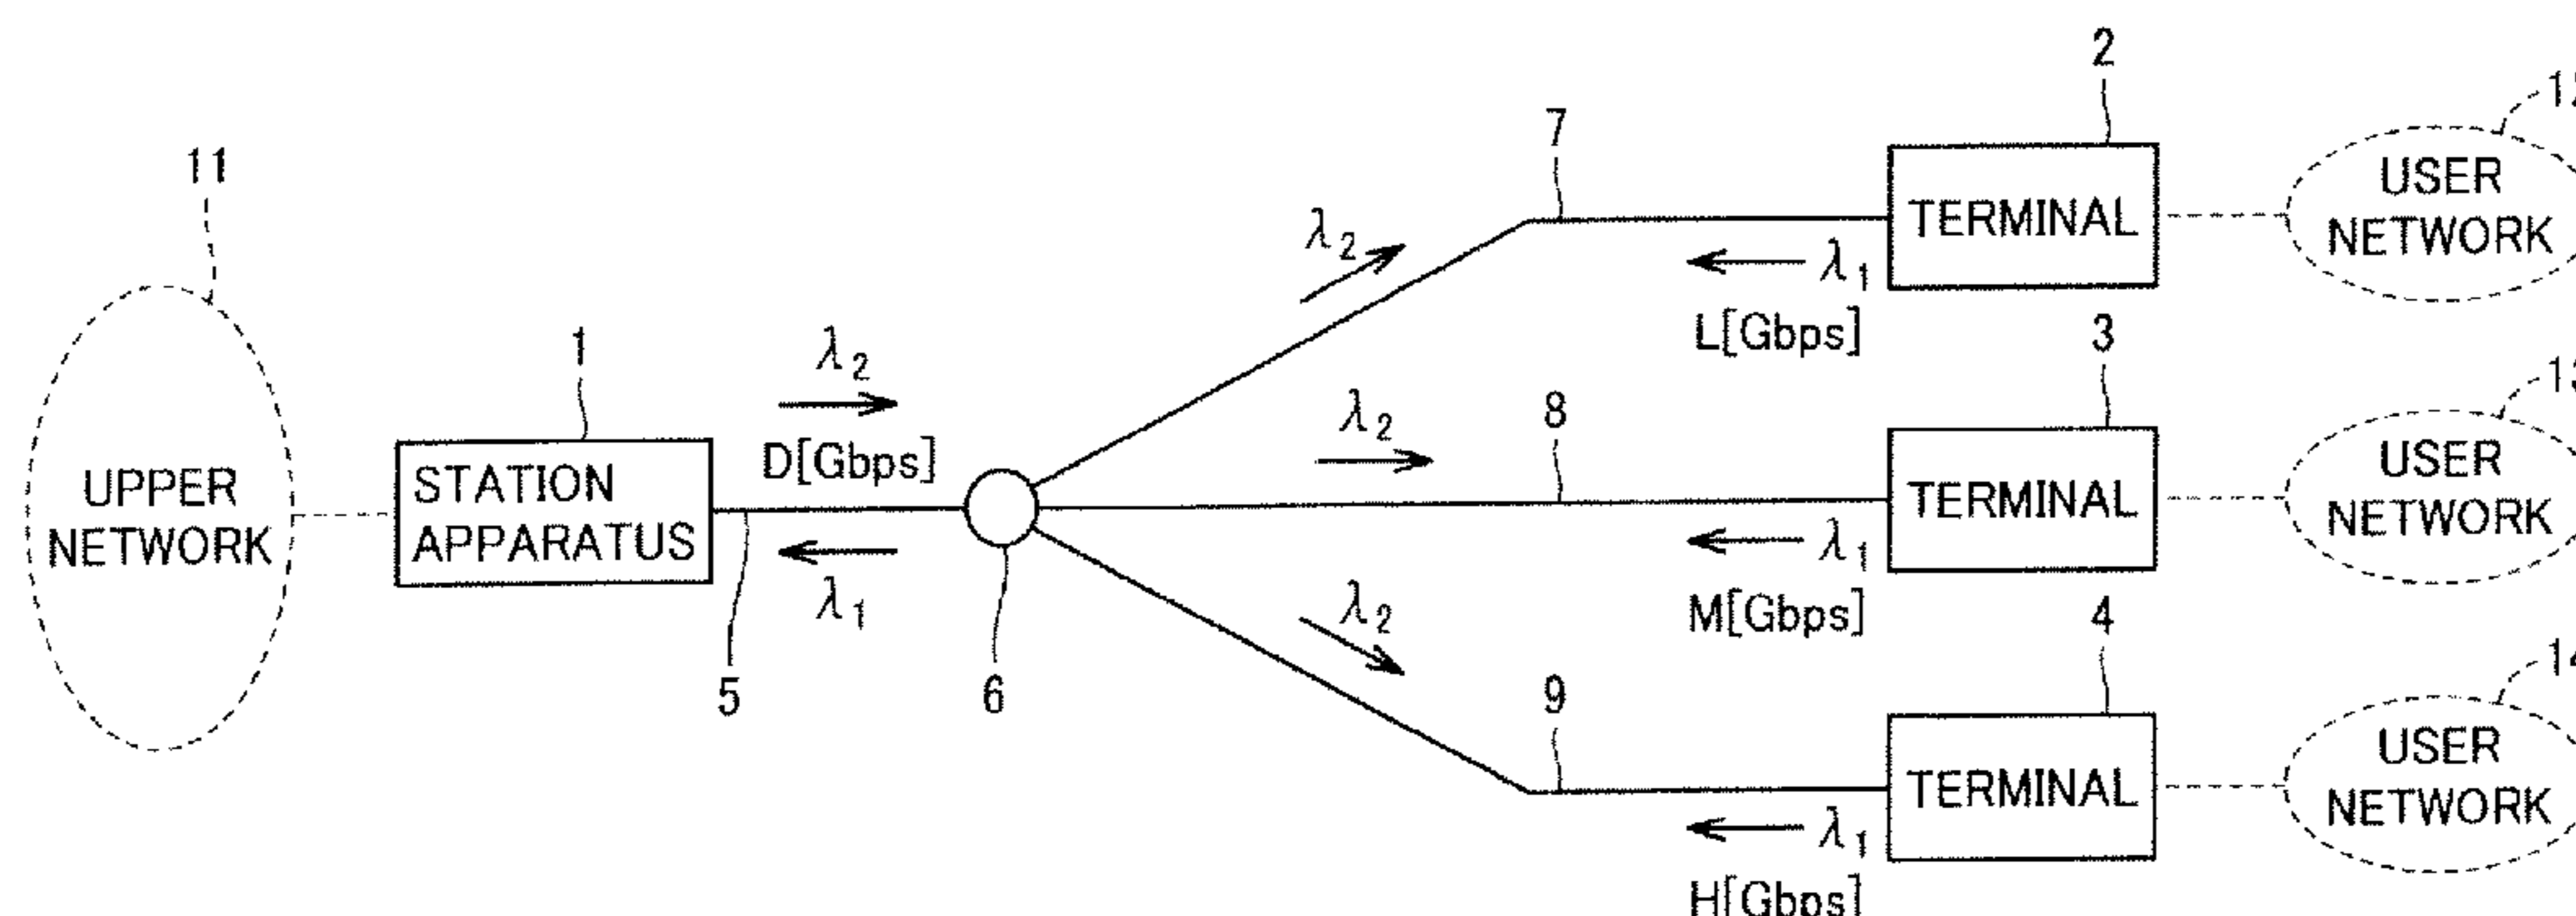 2
7
11
USER
NETWORK
TERMINAL
λ2
λ1
L[Gbps]
1
3
λ2
8
λ2
USER
NETWORK
UPPER
NETWORK
STATION
APPARATUS
D[Gbps]
TERMINAL
λ1
λ1
M[Gbps]
4
λ2
5
6
9
USER
NETWORK
TERMINAL
λ1
H[Gbps]